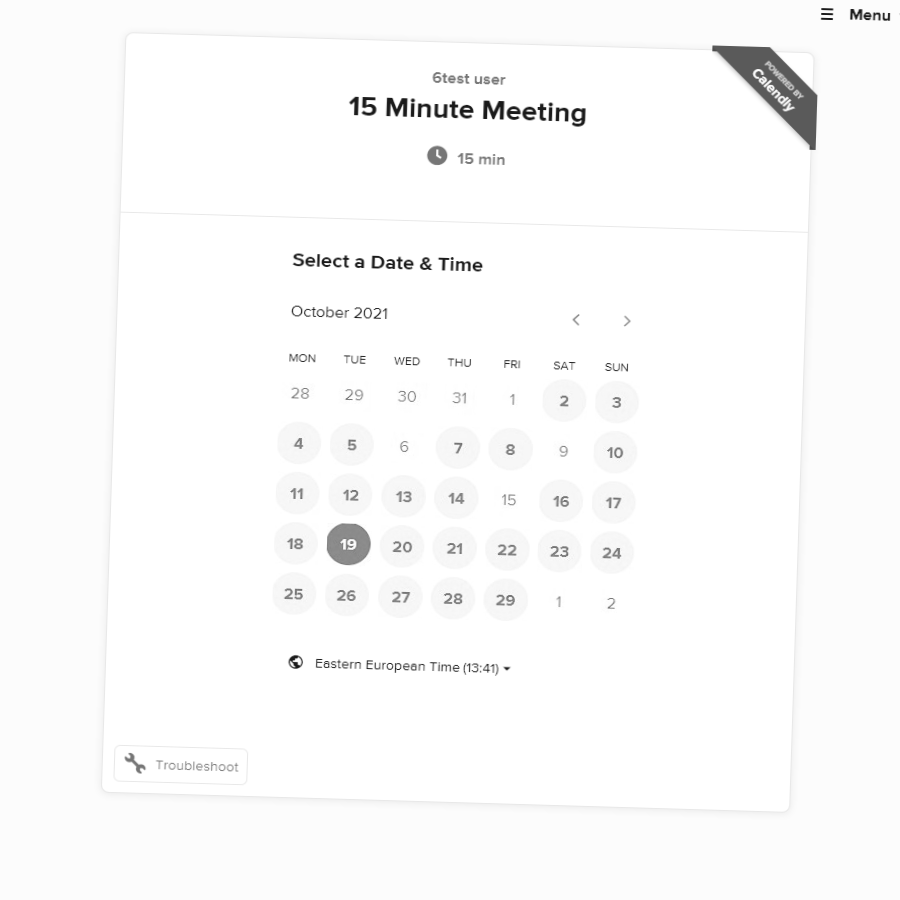 ☰ Menu
POWERED BY
Calendly
6test user
15 Minute Meeting
15 min
Select a Date & Time
October 2021
MON TUE WED THU FRI SAT SUN
28 29 30 31 1 2 3
4 5 6 7 8 9 10
11 12 13 14 15 16 17
18 19 20 21 22 23 24
25 26 27 28 29 1 2
Eastern European Time (13:41)
Troubleshoot